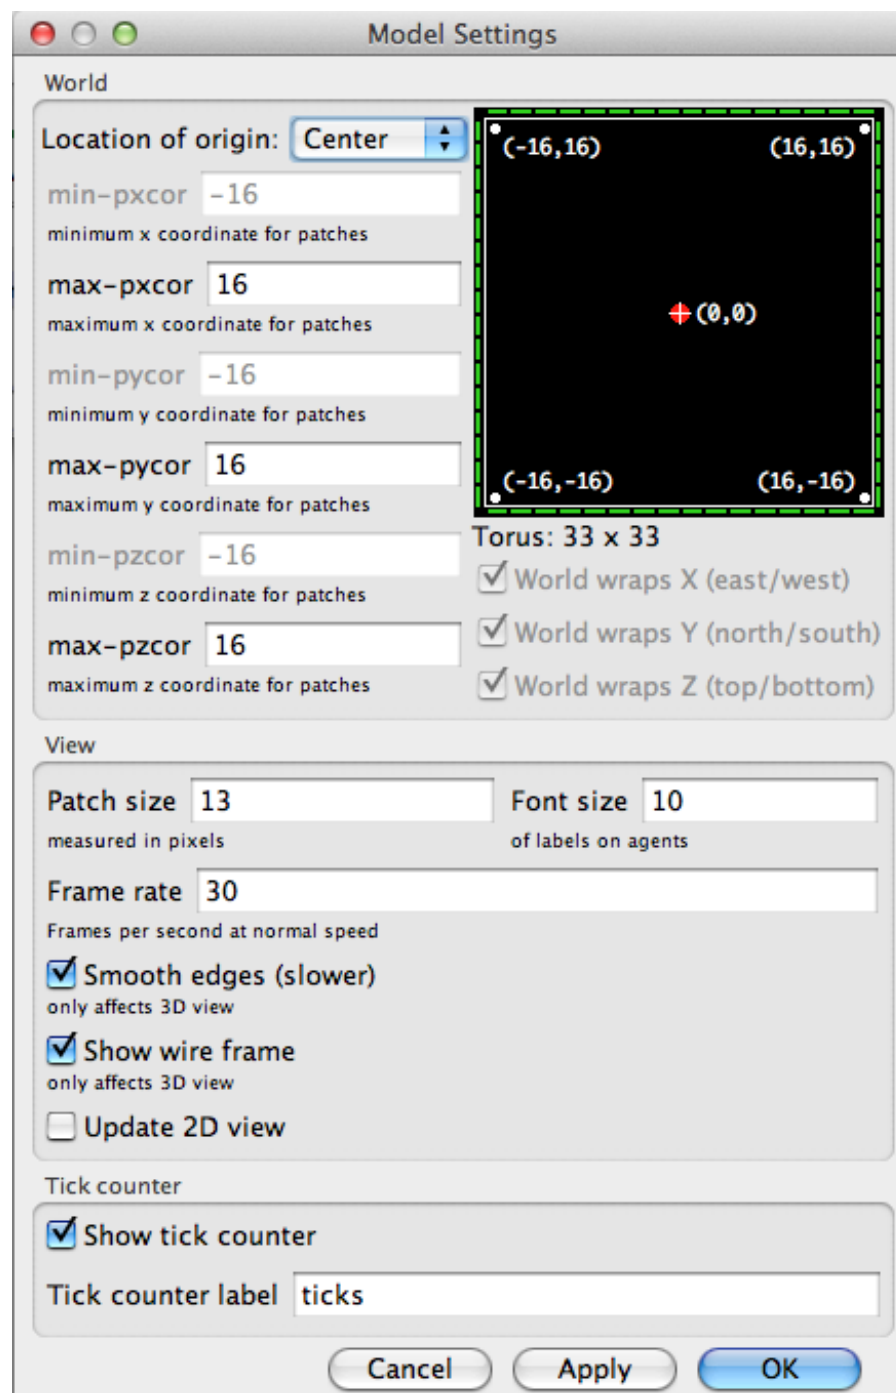 Model Settings
World
Location of origin: Center
min-pxcor -16
minimum x coordinate for patches
max-pxcor 16
maximum x coordinate for patches
min-pycor -16
minimum y coordinate for patches
max-pycor 16
maximum y coordinate for patches
min-pzcor -16
minimum z coordinate for patches
max-pzcor 16
maximum z coordinate for patches
(-16,16) (16,16)
(0,0)
(-16,-16) (16,-16)
Torus: 33 x 33
World wraps X (east/west)
World wraps Y (north/south)
World wraps Z (top/bottom)
View
Patch size 13 Font size 10
measured in pixels of labels on agents
Frame rate 30
Frames per second at normal speed
Smooth edges (slower)
only affects 3D view
Show wire frame
only affects 3D view
Update 2D view
Tick counter
Show tick counter
Tick counter label ticks
Cancel Apply OK